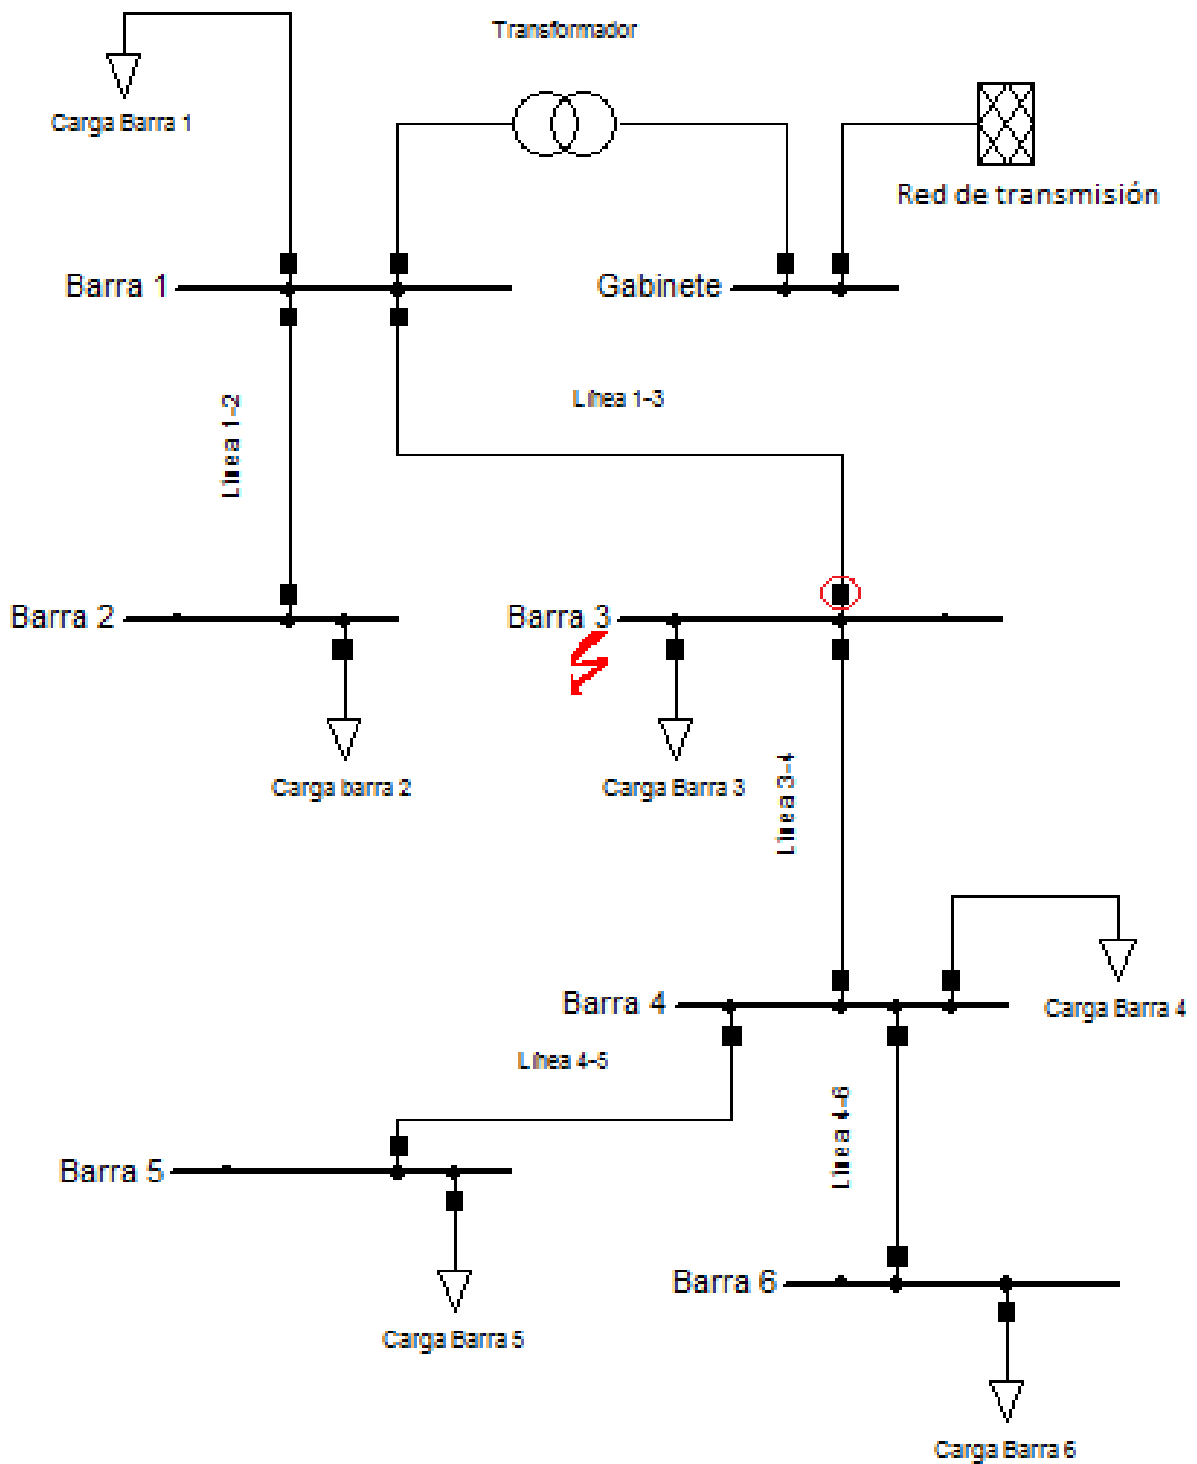 Transformador
Carga Barra 1
Red de transmisión
Barra 1
Gabinete
Línea 1-3
Línea 1-2
Barra 2
Barra 3
Carga barra 2
Carga Barra 3
Línea 3-4
Barra 4
Carga Barra 4
Línea 4-5
Línea 4-6
Barra 5
Barra 6
Carga Barra 5
Carga Barra 6